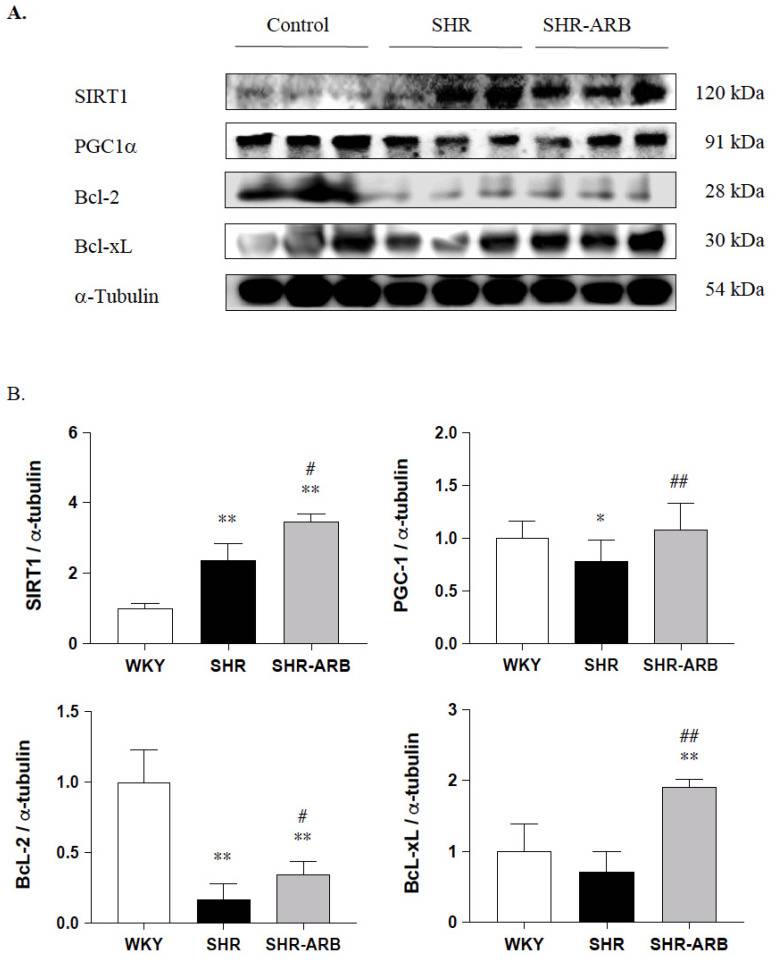 A.
Control SHR SHR-ARB
SIRT1 120 kDa
PGC1α 91 kDa
Bcl-2 28 kDa
Bcl-xL 30 kDa
α-Tubulin 54 kDa
B.
SIRT1 / α-tubulin
6
4
2
0
**
#
**
WKY SHR SHR-ARB
PGC-1 / α-tubulin
2.0
1.5
1.0
0.5
0.0
*
##
WKY SHR SHR-ARB
BcL-2 / α-tubulin
1.5
1.0
0.5
0.0
**
#
**
WKY SHR SHR-ARB
BcL-xL / α-tubulin
3
2
1
0
##
**
WKY SHR SHR-ARB